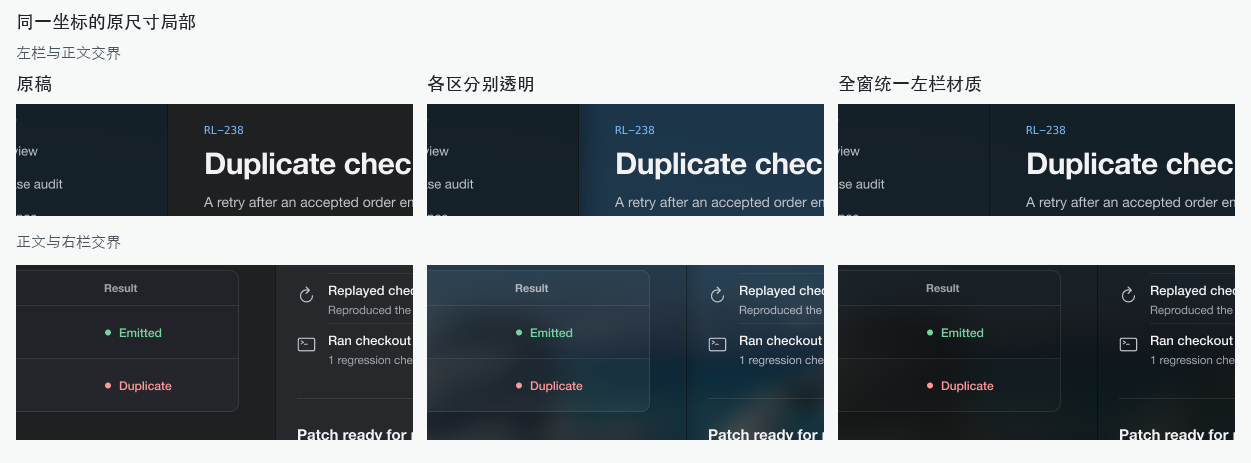 同一坐标的原尺寸局部
左栏与正文交界
原稿
各区分别透明
全窗统一左栏材质
view
se audit
RL-238
Duplicate chec
A retry after an accepted order em
view
se audit
RL-238
Duplicate chec
A retry after an accepted order em
view
se audit
RL-238
Duplicate chec
A retry after an accepted order em
正文与右栏交界
Result
Emitted
Duplicate
Replayed chec
Reproduced the
Ran checkout
1 regression che
Patch ready for
Result
Emitted
Duplicate
Replayed chec
Reproduced the
Ran checkout
1 regression che
Patch ready for
Result
Emitted
Duplicate
Replayed chec
Reproduced the
Ran checkout
1 regression che
Patch ready for